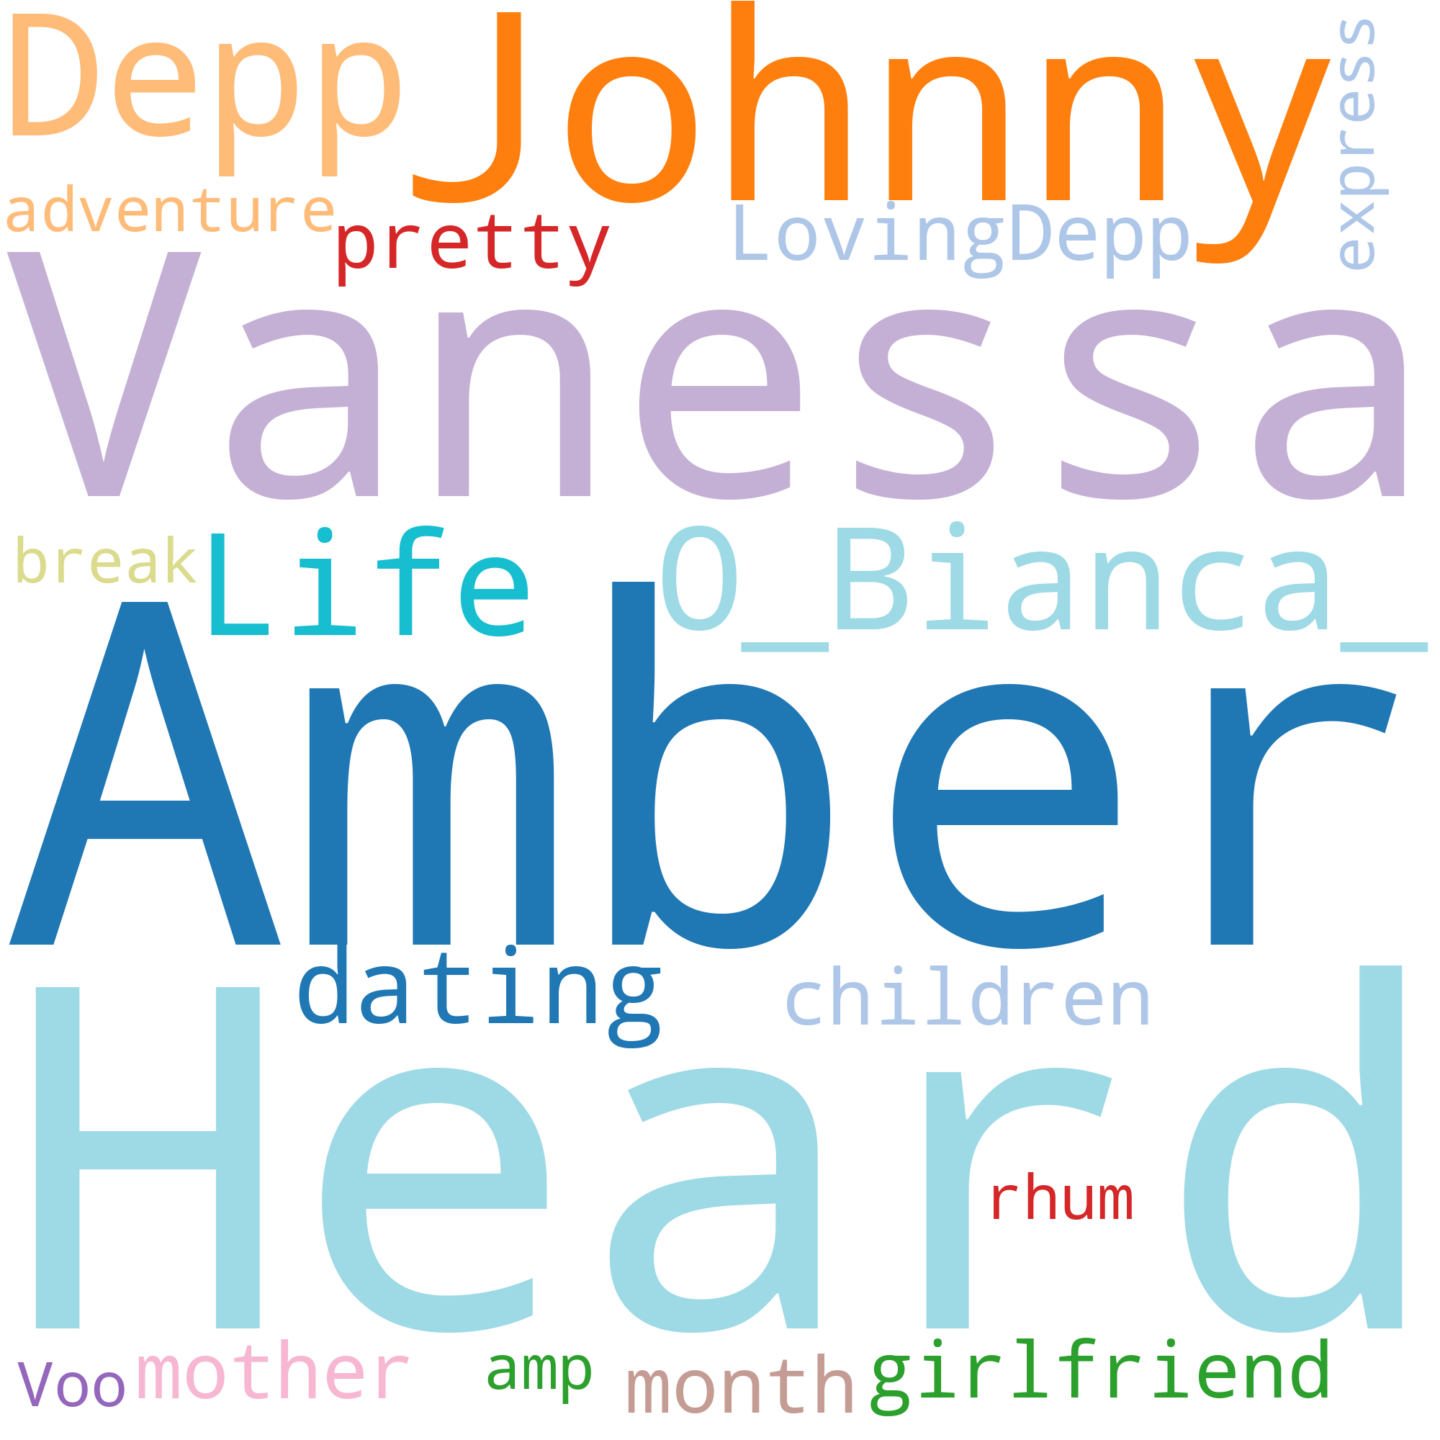 Depp Johnny express
adventure pretty LovingDepp
Vanessa
break Life O_Bianca_
Amber
dating children
Heard
rhum
Voo mother amp month girlfriend